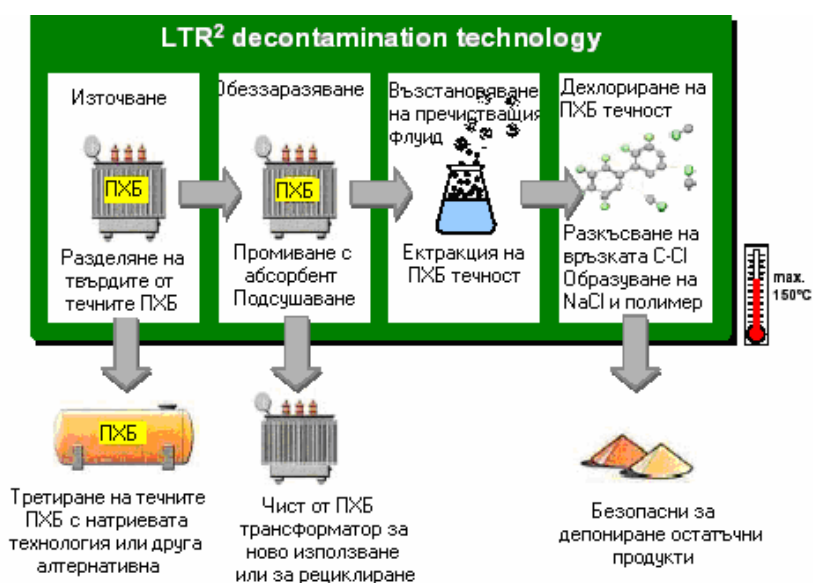 LTR² decontamination technology
Източване
ПХБ
Разделяне на
твърдите от
течните ПХБ
Обеззаразяване
ПХБ
Промиване с
абсорбент
Подсушаване
Възстановяване
на пречистващия
флуид
Ектракция на
ПХБ течност
Дехлориране на
ПХБ течност
Разкъсване на
връзката C-Cl
Образуване на
NaCl и полимер
max.
150ºC
ПХБ
Третиране на течните
ПХБ с натриевата
технология или друга
алтернативна
Чист от ПХБ
трансформатор за
ново използване
или за рециклиране
Безопасни за
депониране остатъчни
продукти